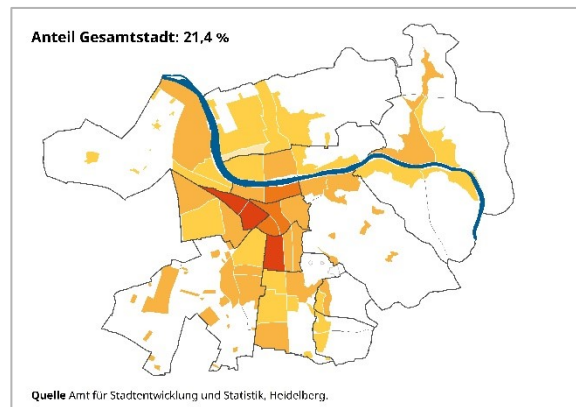 Anteil Gesamtstadt: 21,4 %
Quelle Amt für Stadtentwicklung und Statistik, Heidelberg.